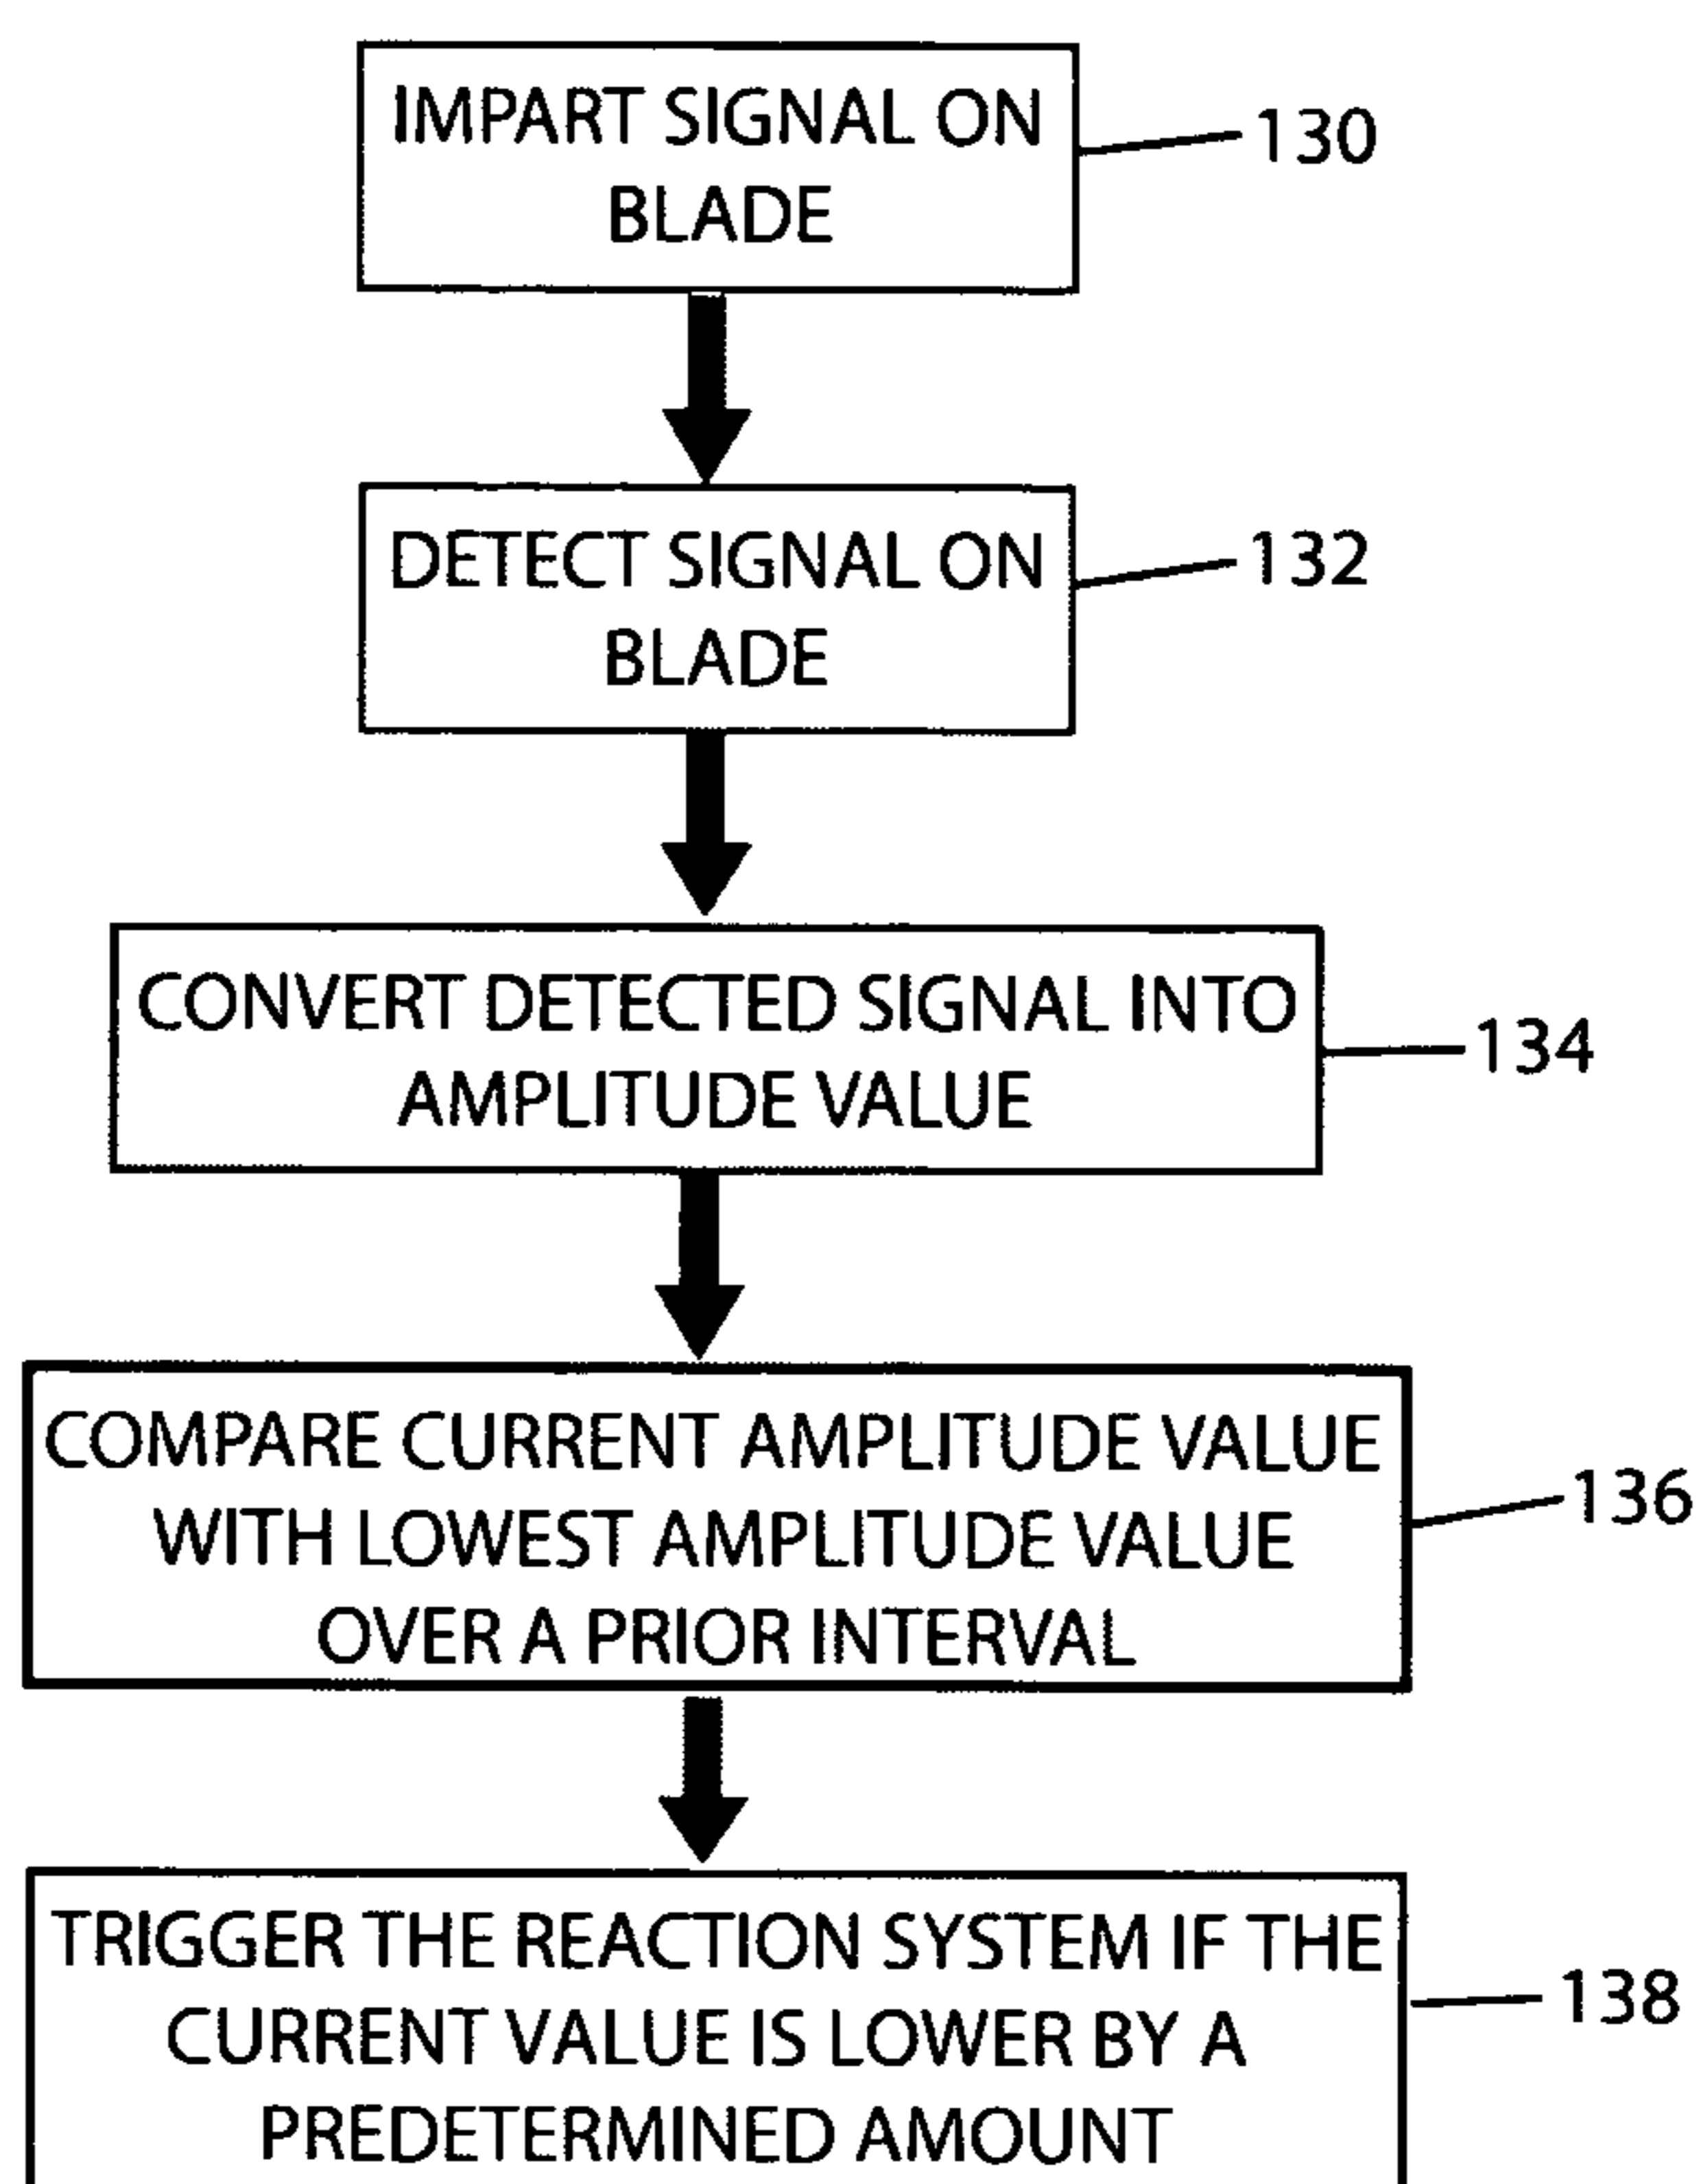 IMPART SIGNAL ON
BLADE
130
DETECT SIGNAL ON
BLADE
132
CONVERT DETECTED SIGNAL INTO
AMPLITUDE VALUE
134
COMPARE CURRENT AMPLITUDE VALUE
WITH LOWEST AMPLITUDE VALUE
OVER A PRIOR INTERVAL
136
TRIGGER THE REACTION SYSTEM IF THE
CURRENT VALUE IS LOWER BY A
PREDETERMINED AMOUNT
138